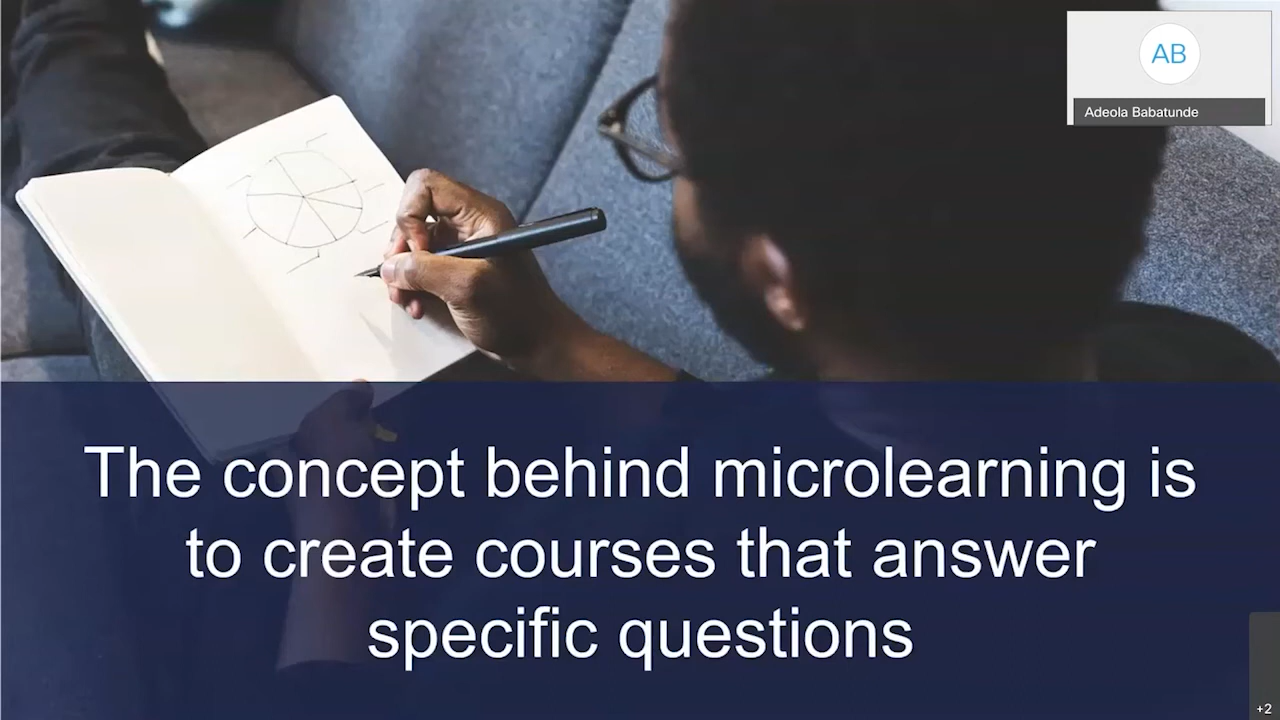 AB
Adeola Babatunde
The concept behind microlearning is
to create courses that answer
specific questions
+2